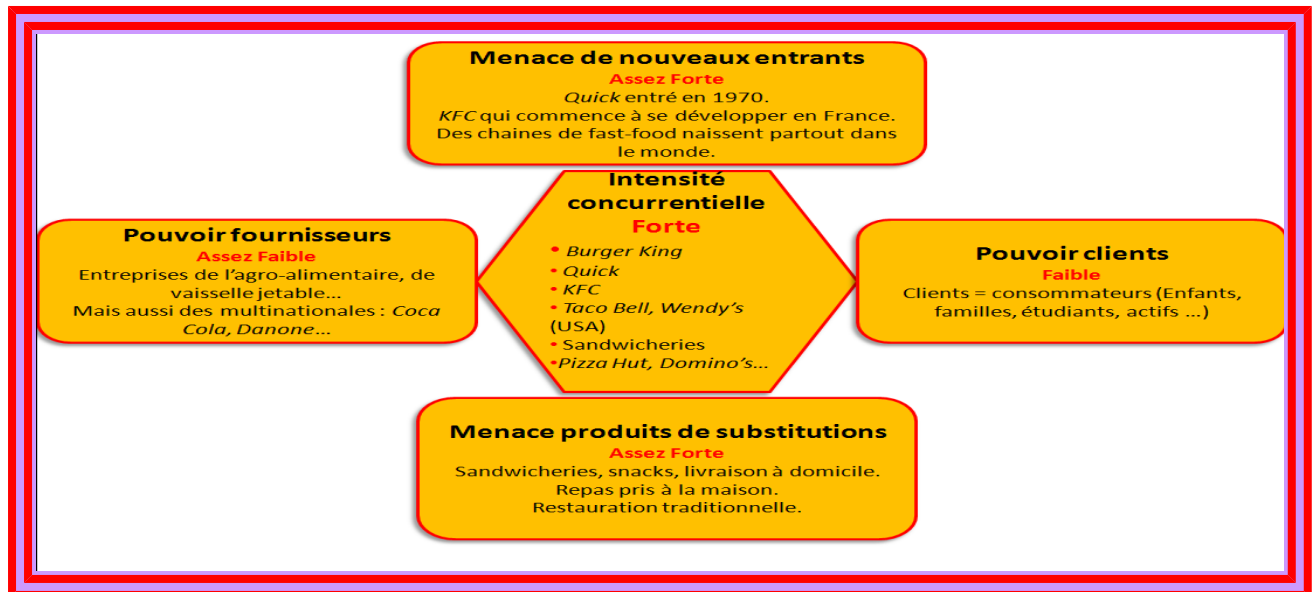 Menace de nouveaux entrants
Assez Forte
Quick entré en 1970.
KFC qui commence à se développer en France.
Des chaines de fast-food naissent partout dans
le monde.
Pouvoir fournisseurs
Assez Faible
Entreprises de l'agro-alimentaire, de
vaisselle jetable...
Mais aussi des multinationales : Coca
Cola, Danone...
Intensité
concurrentielle
Forte
• Burger King
• Quick
• KFC
• Taco Bell, Wendy's
(USA)
• Sandwicheries
•Pizza Hut, Domino's...
Pouvoir clients
Faible
Clients = consommateurs (Enfants,
familles, étudiants, actifs ...)
Menace produits de substitutions
Assez Forte
Sandwicheries, snacks, livraison à domicile.
Repas pris à la maison.
Restauration traditionnelle.